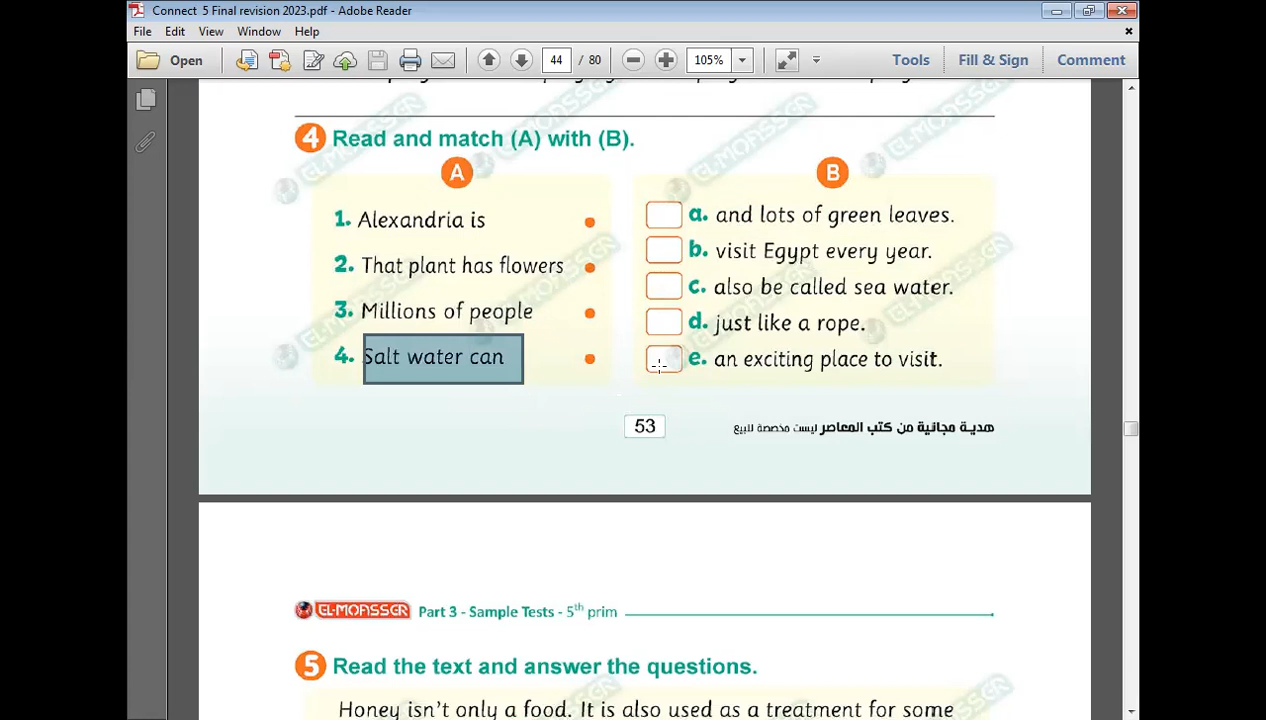 Connect 5 Final revision 2023.pdf - Adobe Reader
File Edit View Window Help
Open 44 / 80 105% Tools Fill & Sign Comment
4 Read and match (A) with (B).
A B
1. Alexandria is a. and lots of green leaves.
2. That plant has flowers b. visit Egypt every year.
3. Millions of people c. also be called sea water.
d. just like a rope.
4. Salt water can e. an exciting place to visit.
53
هدية مجانية من كتب المعاصر ليست مخصصة للبيع
EL-MOASSER Part 3 - Sample Tests - 5th prim
5 Read the text and answer the questions.
Honey isn't only a food. It is also used as a treatment for some